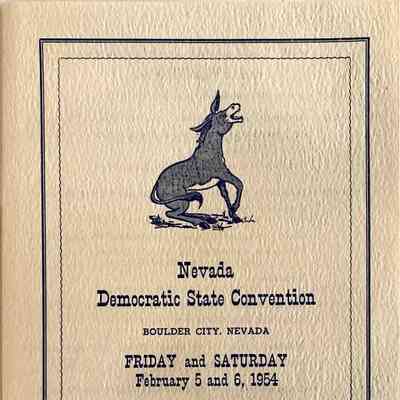 Nevada
Democratic State Convention
BOULDER CITY, NEVADA
FRIDAY and SATURDAY
February 5 and 6, 1954